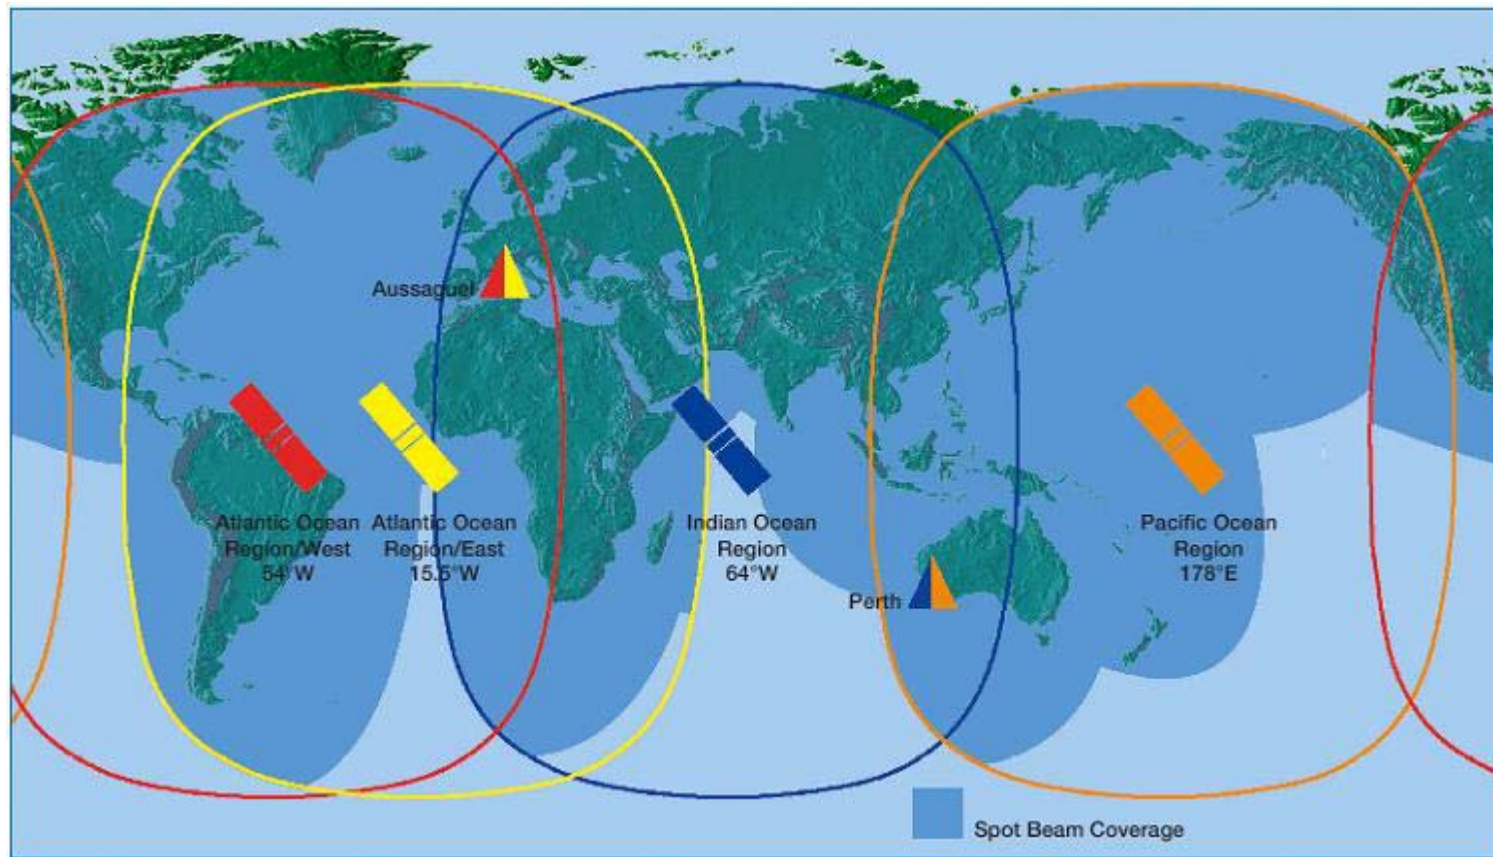 Aussaguel
Atlantic Ocean
Region/West
54°W
Atlantic Ocean
Region/East
15.5°W
Indian Ocean
Region
64°W
Pacific Ocean
Region
178°E
Perth
Spot Beam Coverage